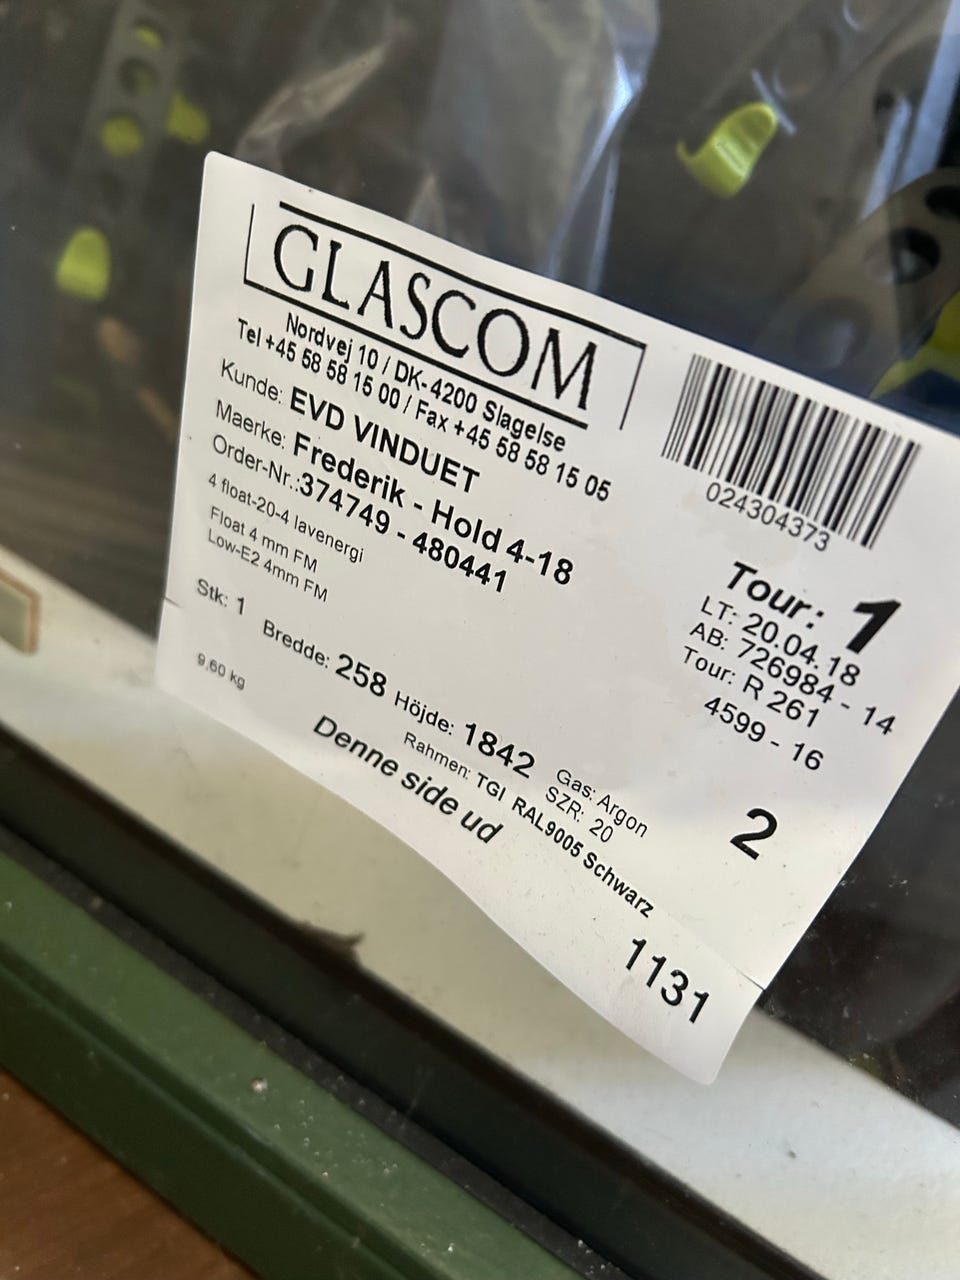 GLASCOM
Nordvej 10 / DK-4200 Slagelse
Tel +45 58 58 15 00 / Fax +45 58 58 15 05
Kunde: EVD VINDUET
Maerke: Frederik - Hold 4-18
Order-Nr.:374749 - 480441
4 float-20-4 lavenergi
Float 4 mm FM
Low-E2 4mm FM
Stk: 1
Bredde: 258 Höjde: 1842
9,60 kg
Gas: Argon
SZR: 20
Rahmen: TGI RAL9005 Schwarz
Denne side ud
024304373
Tour: 1
LT: 20.04.18
AB: 726984 - 14
Tour: R 261
4599 - 16
2
1131